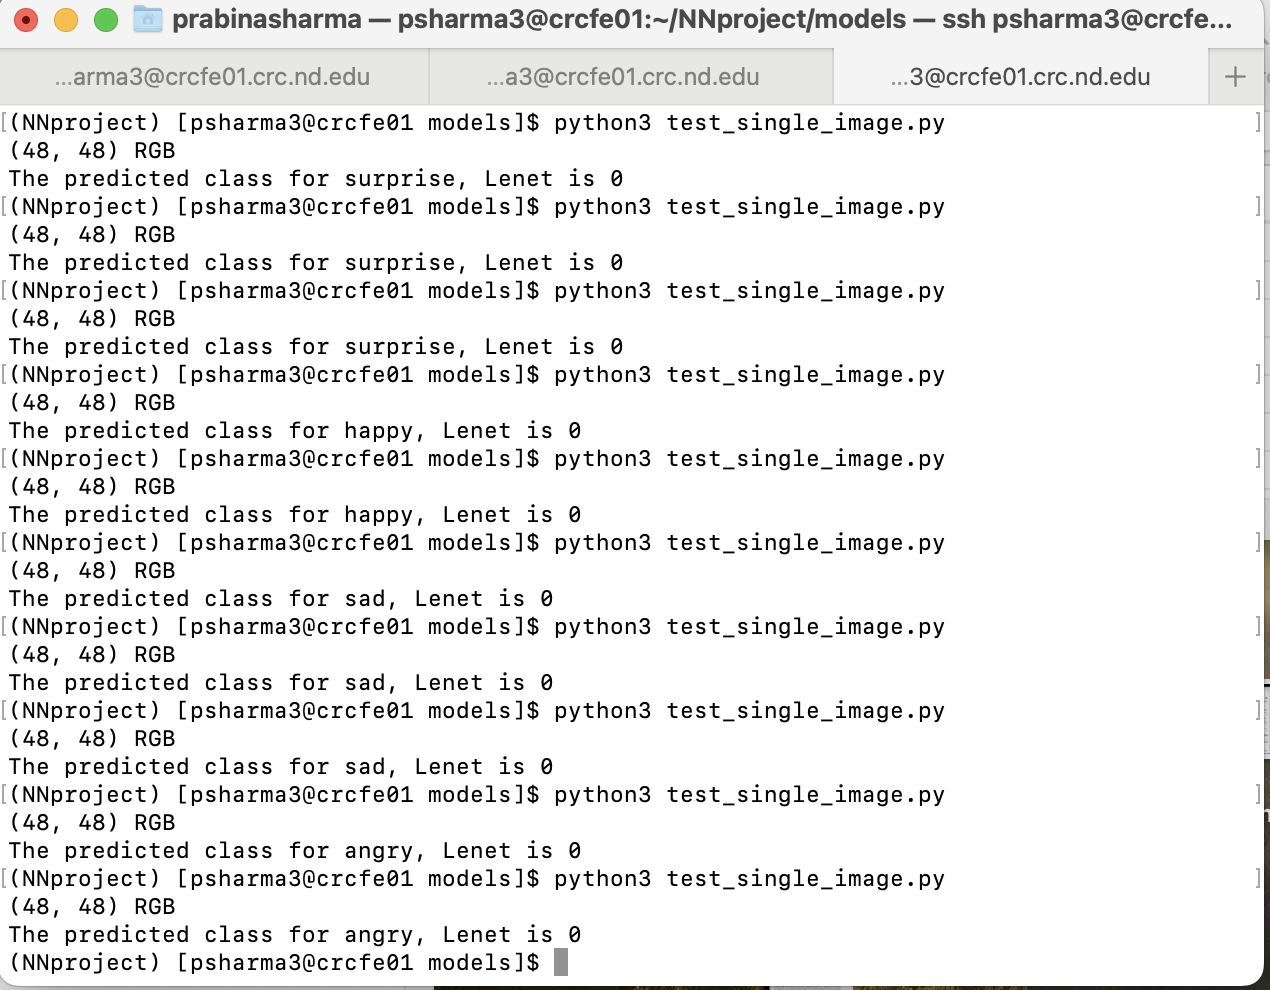 prabinasharma — psharma3@crcfe01:~/NNproject/models — ssh psharma3@crcfe...
...arma3@crcfe01.crc.nd.edu ...a3@crcfe01.crc.nd.edu ...3@crcfe01.crc.nd.edu +
[(NNproject) [psharma3@crcfe01 models]$ python3 test_single_image.py ]
(48, 48) RGB
The predicted class for surprise, Lenet is 0
[(NNproject) [psharma3@crcfe01 models]$ python3 test_single_image.py ]
(48, 48) RGB
The predicted class for surprise, Lenet is 0
[(NNproject) [psharma3@crcfe01 models]$ python3 test_single_image.py ]
(48, 48) RGB
The predicted class for surprise, Lenet is 0
[(NNproject) [psharma3@crcfe01 models]$ python3 test_single_image.py ]
(48, 48) RGB
The predicted class for happy, Lenet is 0
[(NNproject) [psharma3@crcfe01 models]$ python3 test_single_image.py ]
(48, 48) RGB
The predicted class for happy, Lenet is 0
[(NNproject) [psharma3@crcfe01 models]$ python3 test_single_image.py ]
(48, 48) RGB
The predicted class for sad, Lenet is 0
[(NNproject) [psharma3@crcfe01 models]$ python3 test_single_image.py ]
(48, 48) RGB
The predicted class for sad, Lenet is 0
[(NNproject) [psharma3@crcfe01 models]$ python3 test_single_image.py ]
(48, 48) RGB
The predicted class for sad, Lenet is 0
[(NNproject) [psharma3@crcfe01 models]$ python3 test_single_image.py ]
(48, 48) RGB
The predicted class for angry, Lenet is 0
[(NNproject) [psharma3@crcfe01 models]$ python3 test_single_image.py ]
(48, 48) RGB
The predicted class for angry, Lenet is 0
(NNproject) [psharma3@crcfe01 models]$